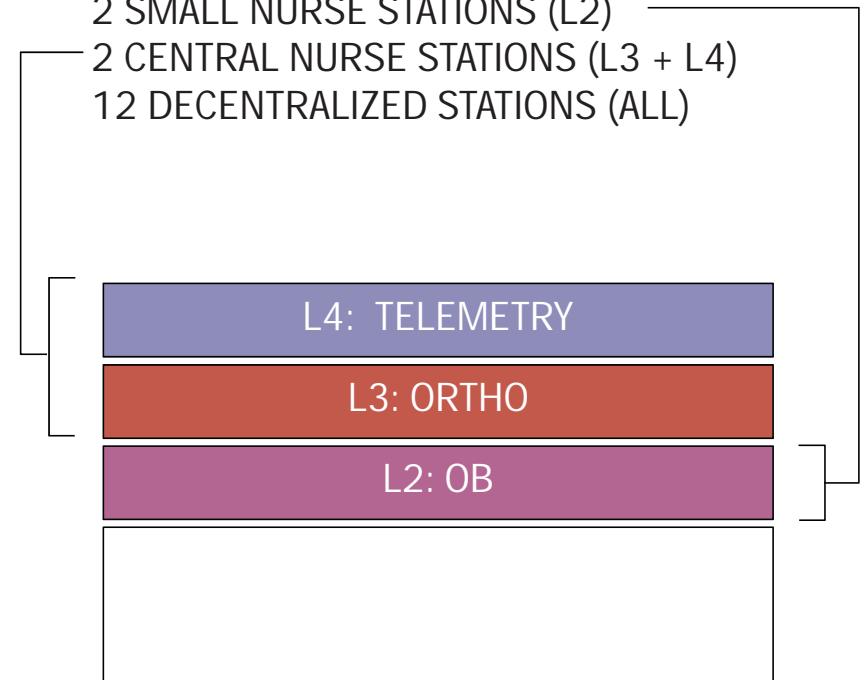 2 SMALL NURSE STATIONS (L2)
2 CENTRAL NURSE STATIONS (L3 + L4)
12 DECENTRALIZED STATIONS (ALL)
L4: TELEMETRY
L3: ORTHO
L2: OB